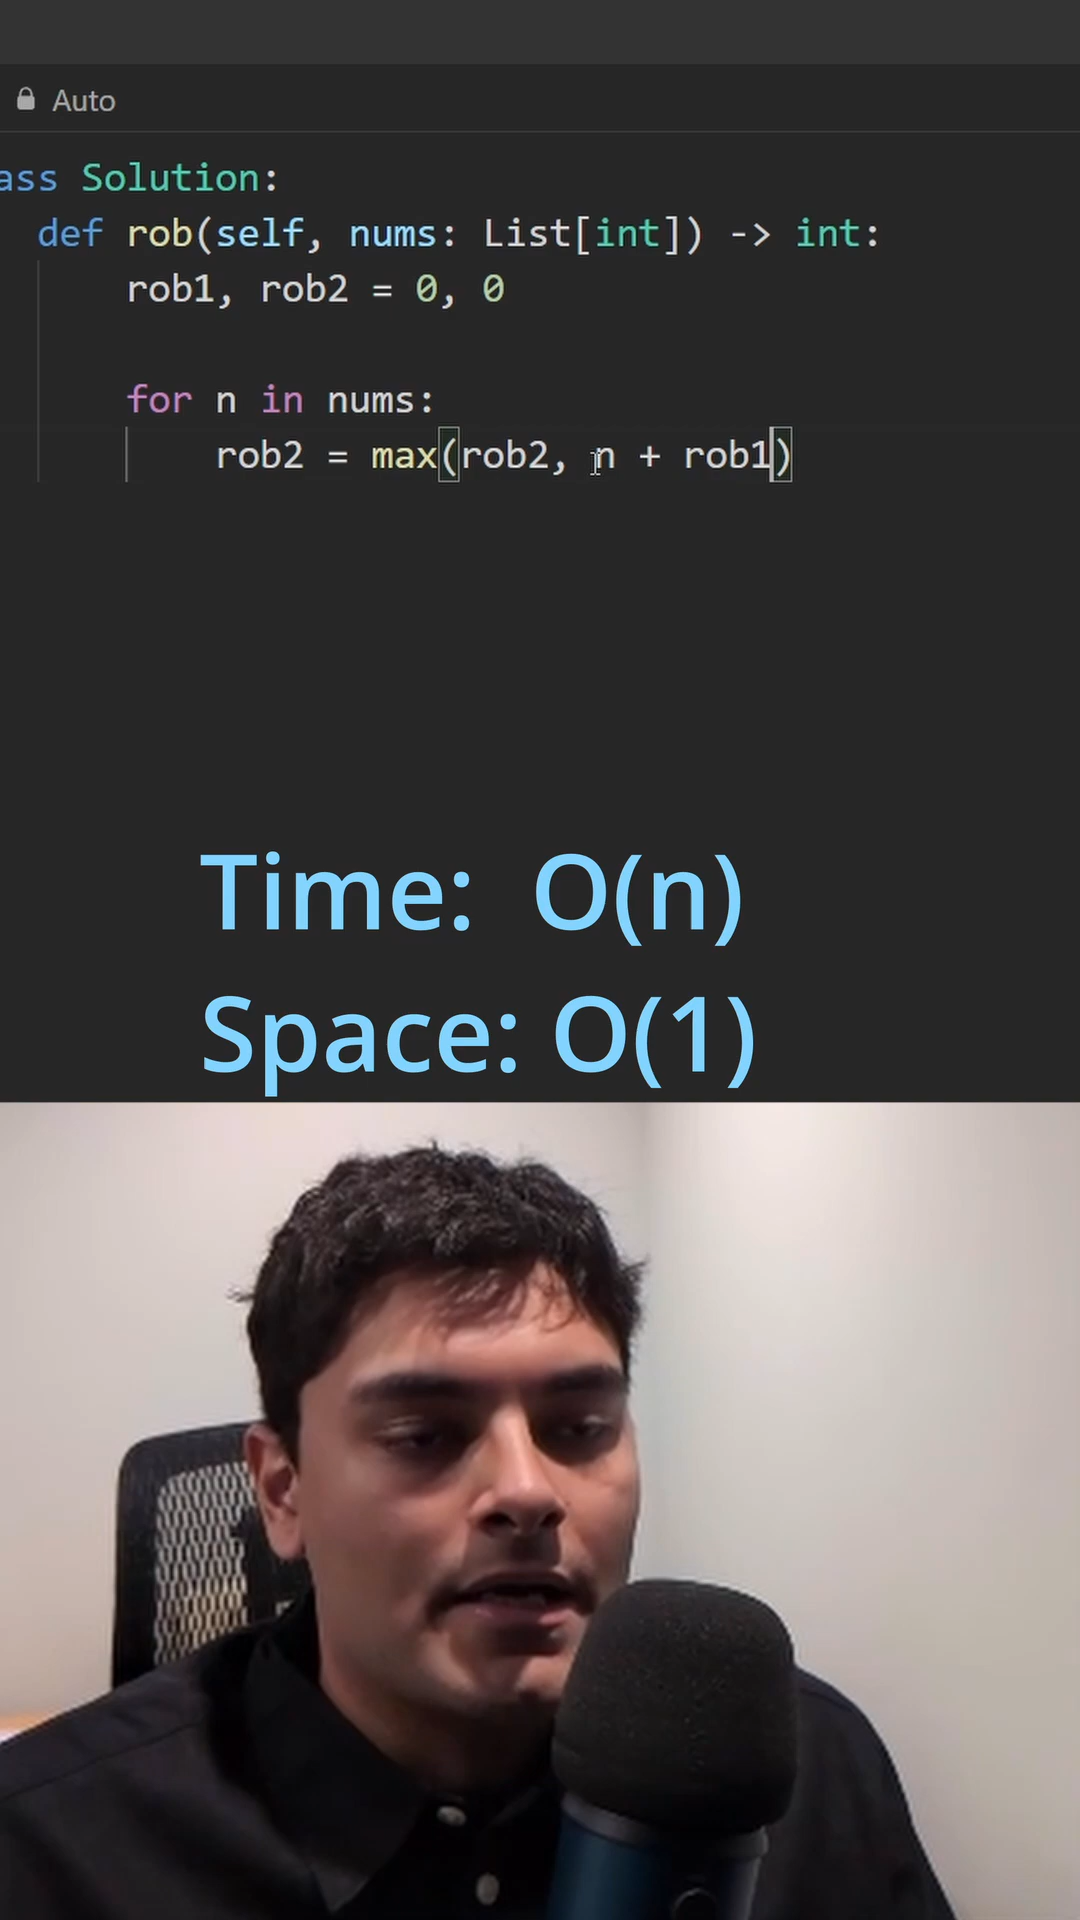 Auto
ass Solution:
def rob(self, nums: List[int]) -> int:
rob1, rob2 = 0, 0
for n in nums:
rob2 = max(rob2, n + rob1)
Time: O(n)
Space: O(1)